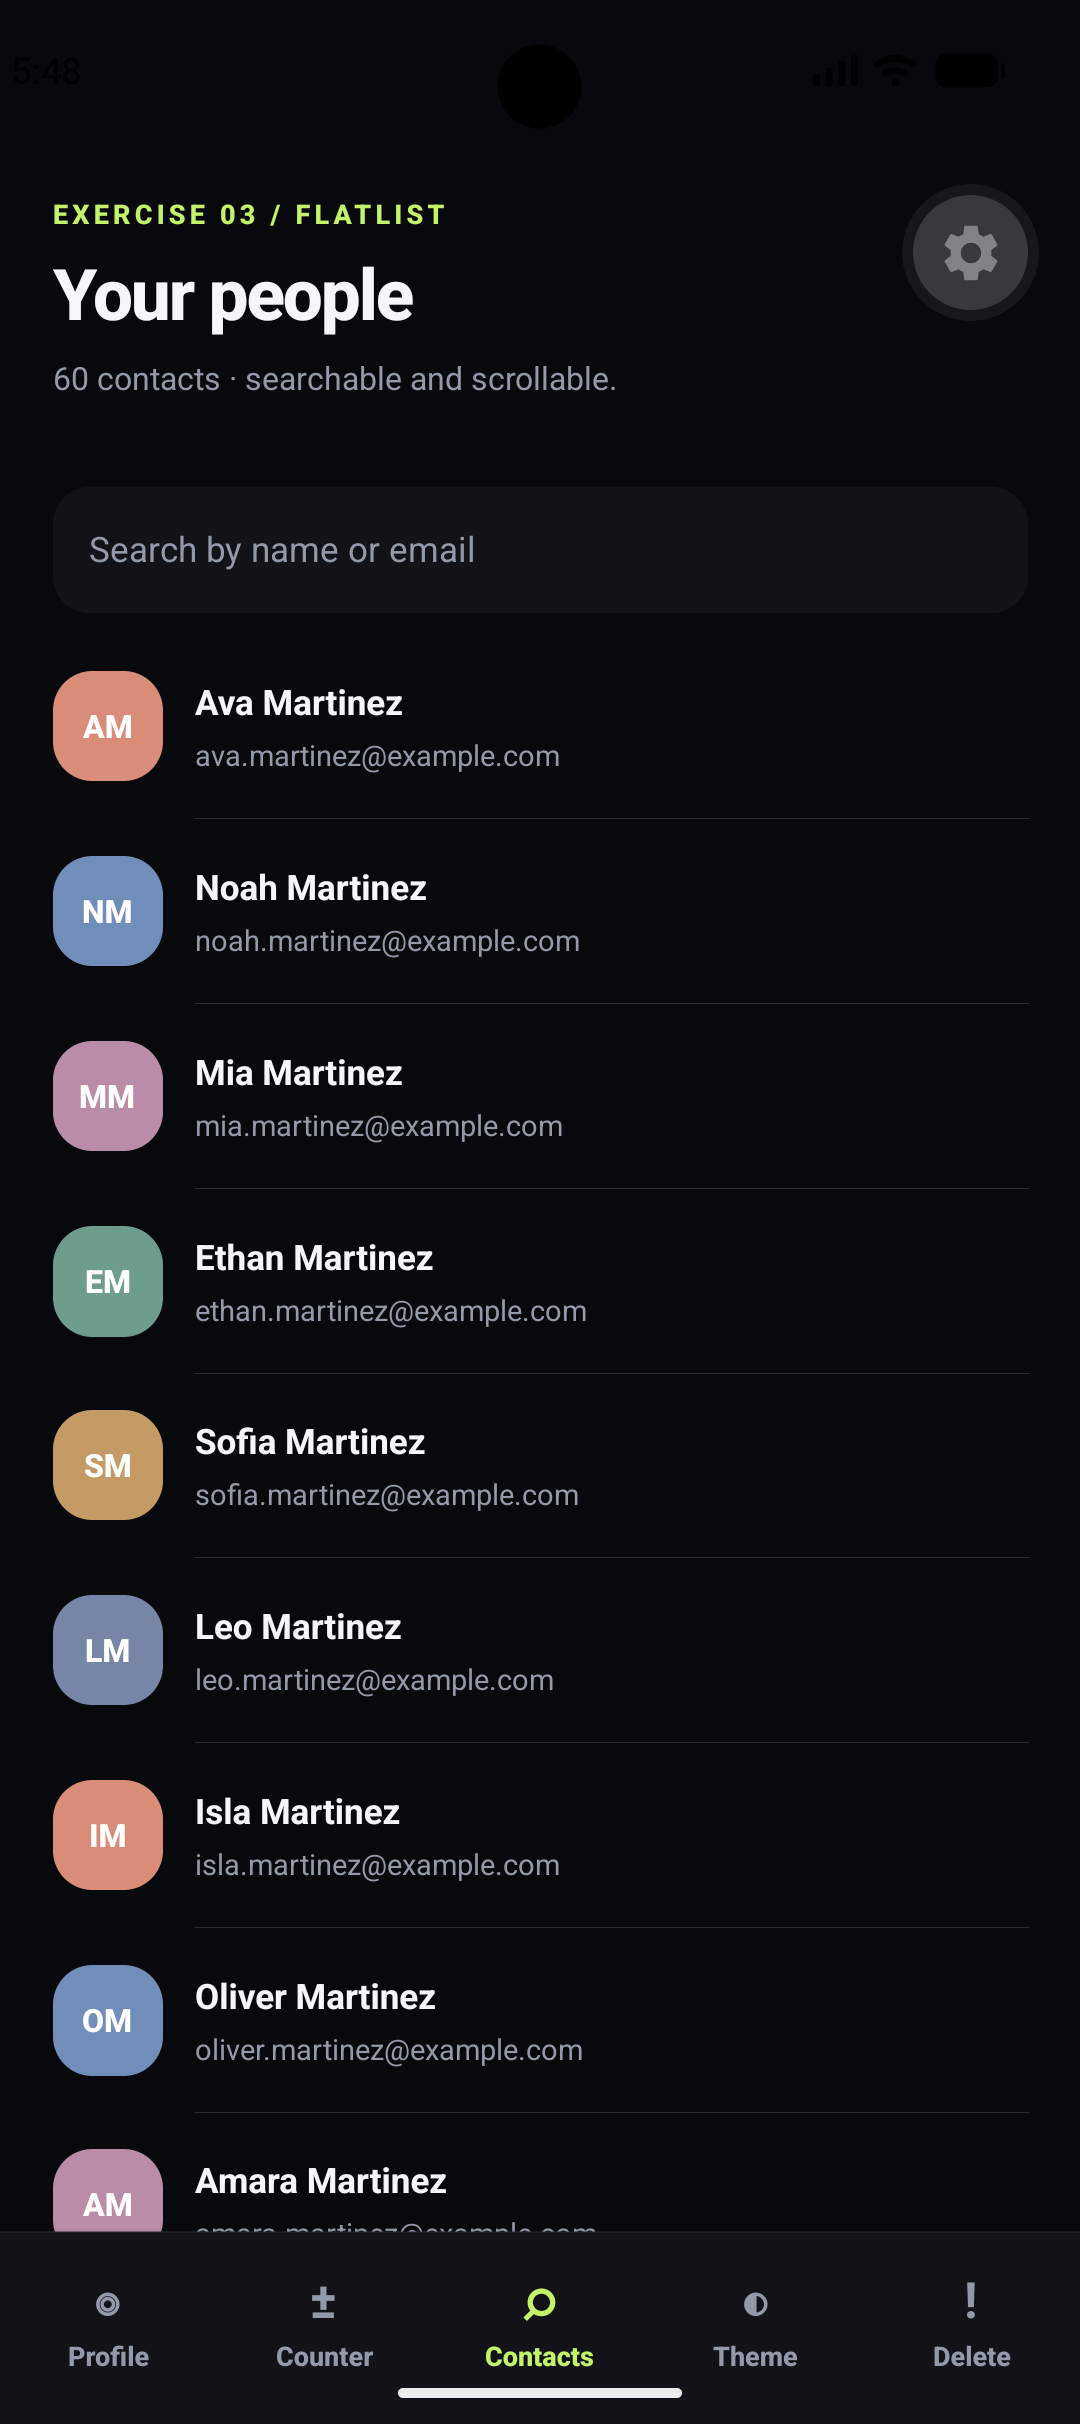 5:48
EXERCISE 03 / FLATLIST
Your people
60 contacts · searchable and scrollable.
Search by name or email
AM
Ava Martinez
ava.martinez@example.com
NM
Noah Martinez
noah.martinez@example.com
MM
Mia Martinez
mia.martinez@example.com
EM
Ethan Martinez
ethan.martinez@example.com
SM
Sofia Martinez
sofia.martinez@example.com
LM
Leo Martinez
leo.martinez@example.com
IM
Isla Martinez
isla.martinez@example.com
OM
Oliver Martinez
oliver.martinez@example.com
AM
Amara Martinez
amara.martinez@example.com
Profile
Counter
Contacts
Theme
Delete